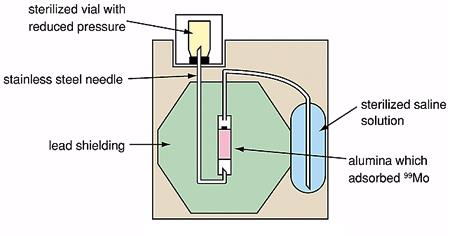 sterilized vial with
reduced pressure
stainless steel needle
lead shielding
sterilized saline
solution
alumina which
adsorbed ⁹⁹Mo